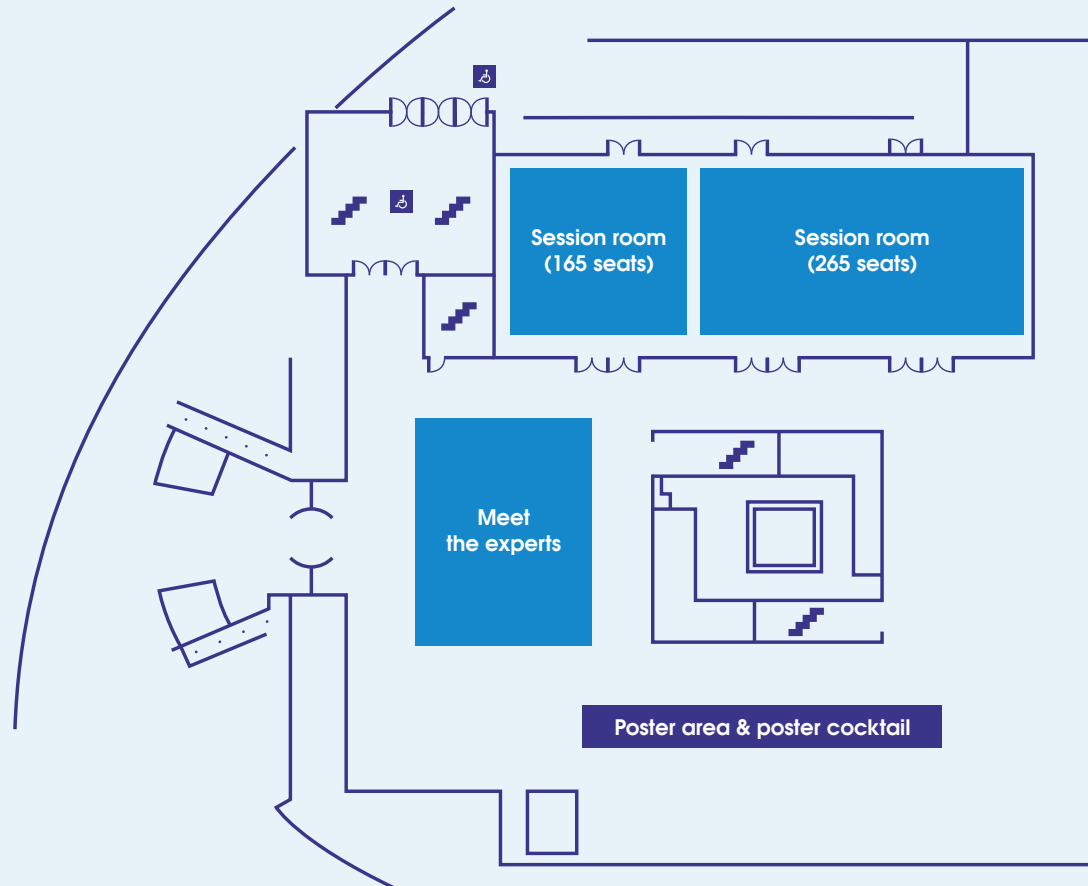 Session room
(165 seats)
Session room
(265 seats)
Meet
the experts
Poster area & poster cocktail